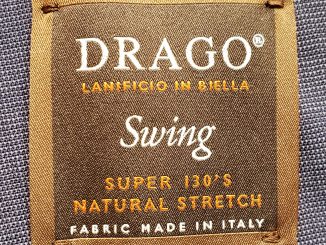 DRAGO®
LANIFICIO IN BIELLA
Swing
SUPER 130'S
NATURAL STRETCH
FABRIC MADE IN ITALY